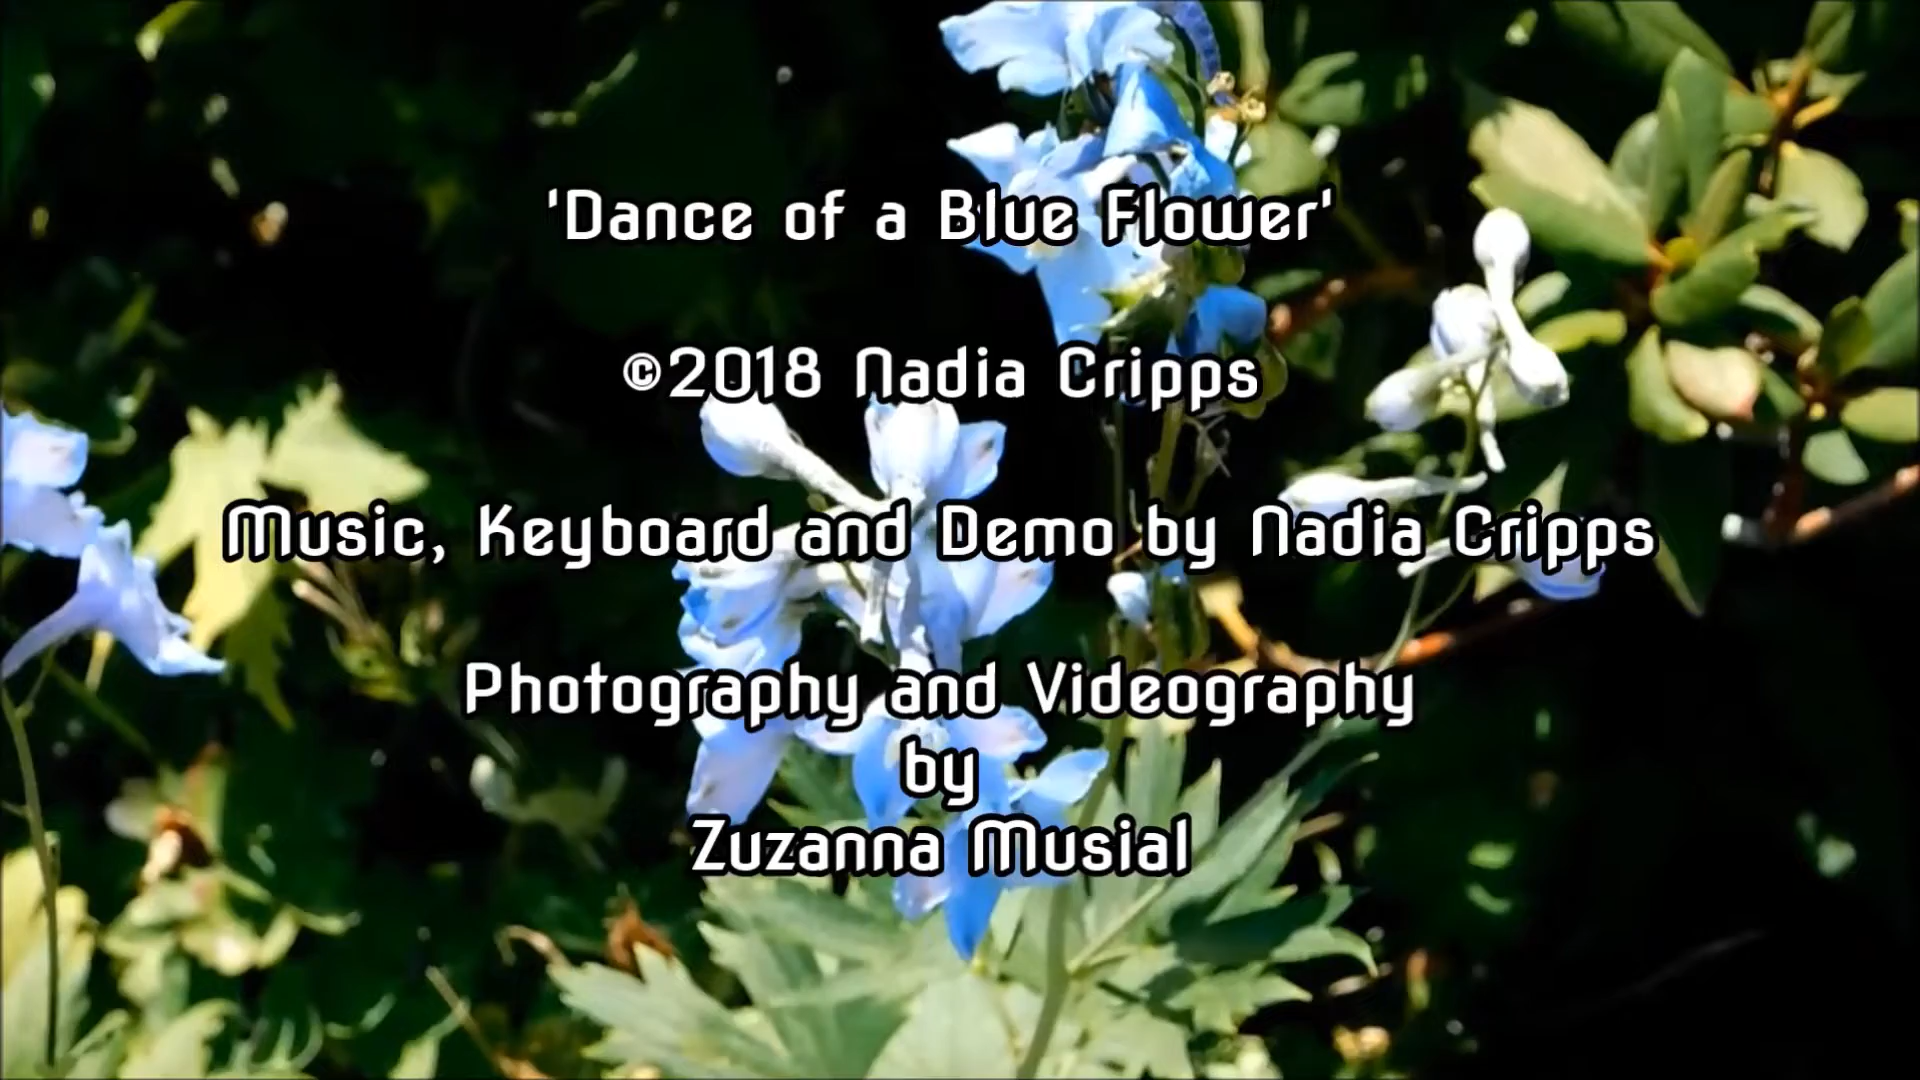 'Dance of a Blue Flower'
©2018 Nadia Cripps
Music, Keyboard and Demo by Nadia Cripps
Photography and Videography
by
Zuzanna Musial